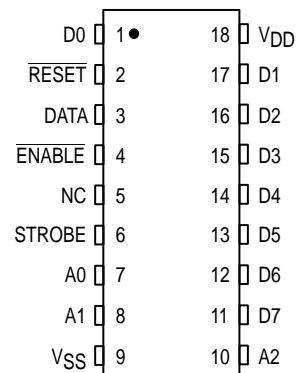 D0 1 18 VDD
RESET 2 17 D1
DATA 3 16 D2
ENABLE 4 15 D3
NC 5 14 D4
STROBE 6 13 D5
A0 7 12 D6
A1 8 11 D7
VSS 9 10 A2